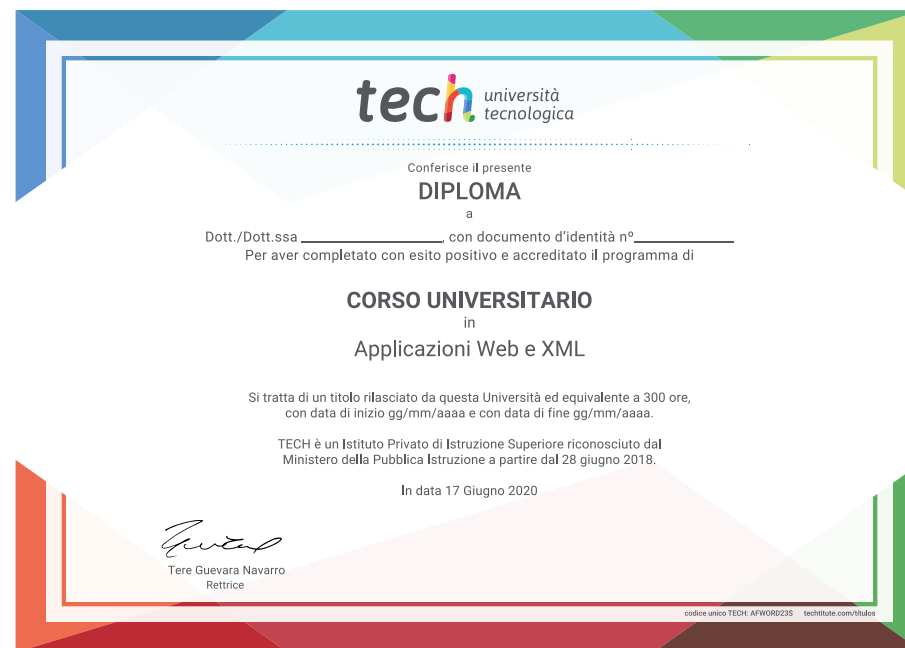 tech università
tecnologica
Conferisce il presente
DIPLOMA
a
Dott./Dott.ssa ____________________, con documento d'identità nº______________
Per aver completato con esito positivo e accreditato il programma di
CORSO UNIVERSITARIO
in
Applicazioni Web e XML
Si tratta di un titolo rilasciato da questa Università ed equivalente a 300 ore,
con data di inizio gg/mm/aaaa e con data di fine gg/mm/aaaa.
TECH è un Istituto Privato di Istruzione Superiore riconosciuto dal
Ministero della Pubblica Istruzione a partire dal 28 giugno 2018.
In data 17 Giugno 2020
Tere Guevara Navarro
Rettrice
codice unico TECH: AFWORD23S techtitute.com/titulos